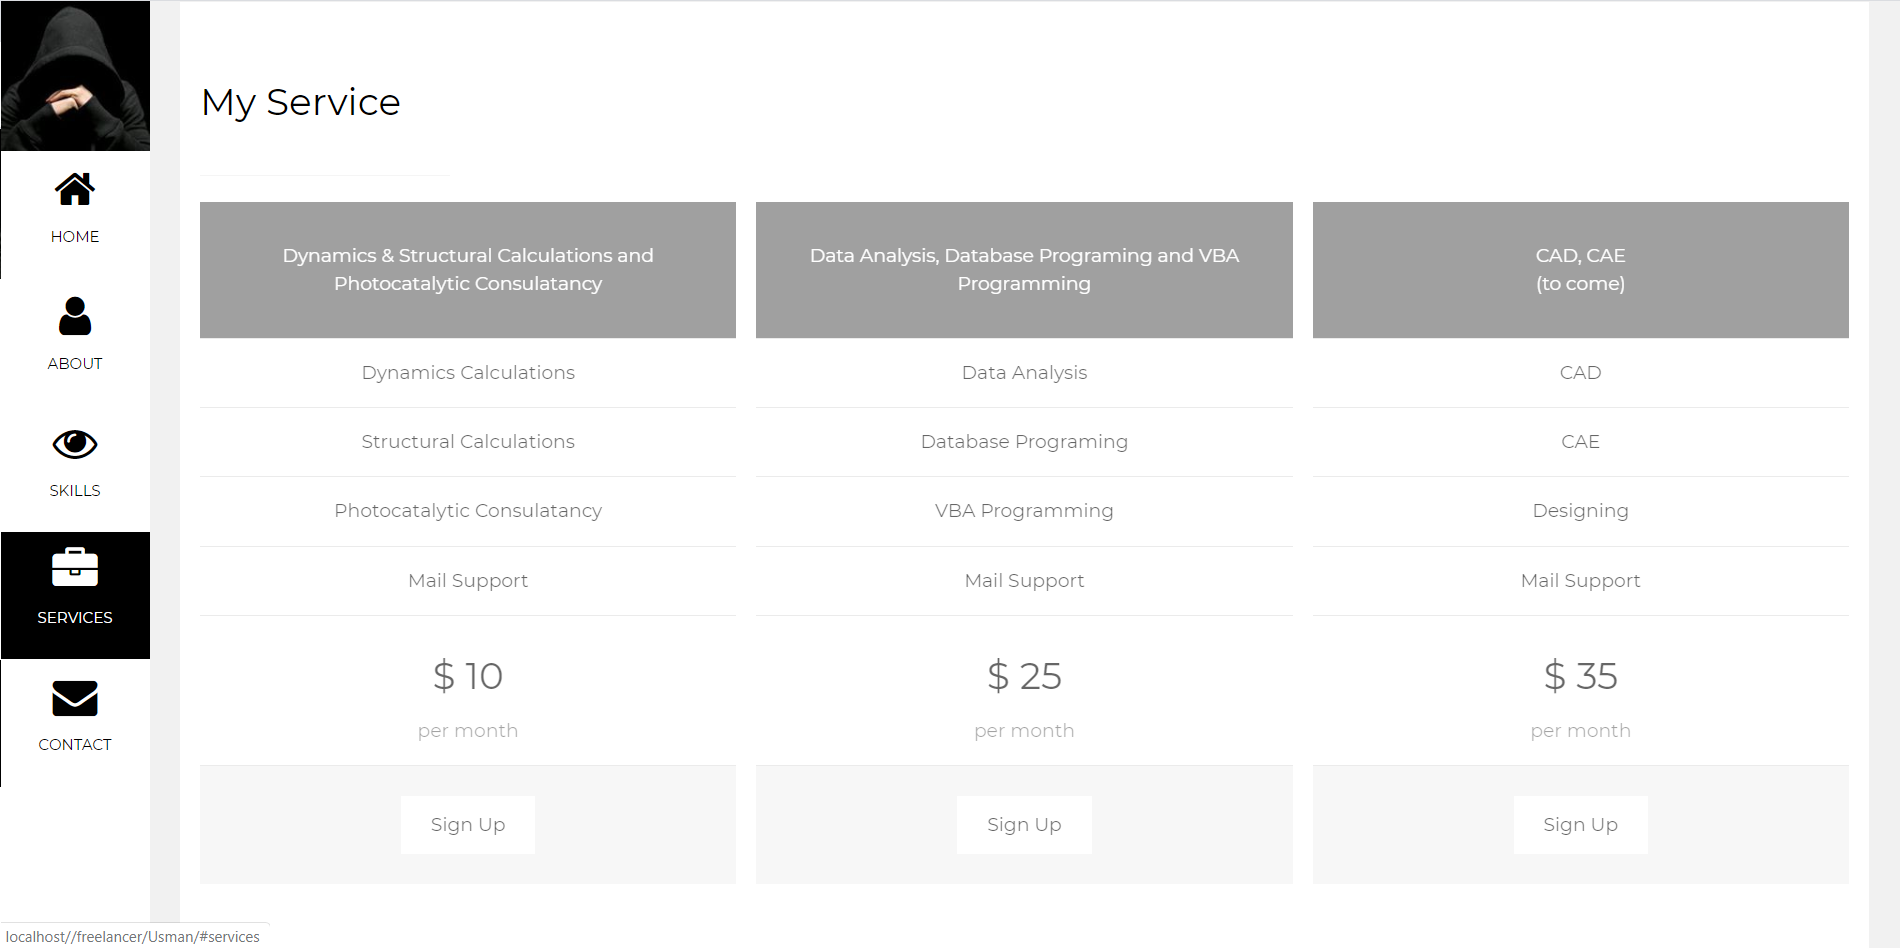 HOME
ABOUT
SKILLS
SERVICES
CONTACT
My Service
Dynamics & Structural Calculations and
Photocatalytic Consulatancy
Dynamics Calculations
Structural Calculations
Photocatalytic Consulatancy
Mail Support
$ 10
per month
Sign Up
Data Analysis, Database Programing and VBA
Programming
Data Analysis
Database Programing
VBA Programming
Mail Support
$ 25
per month
Sign Up
CAD, CAE
(to come)
CAD
CAE
Designing
Mail Support
$ 35
per month
Sign Up
localhost//freelancer/Usman/#services